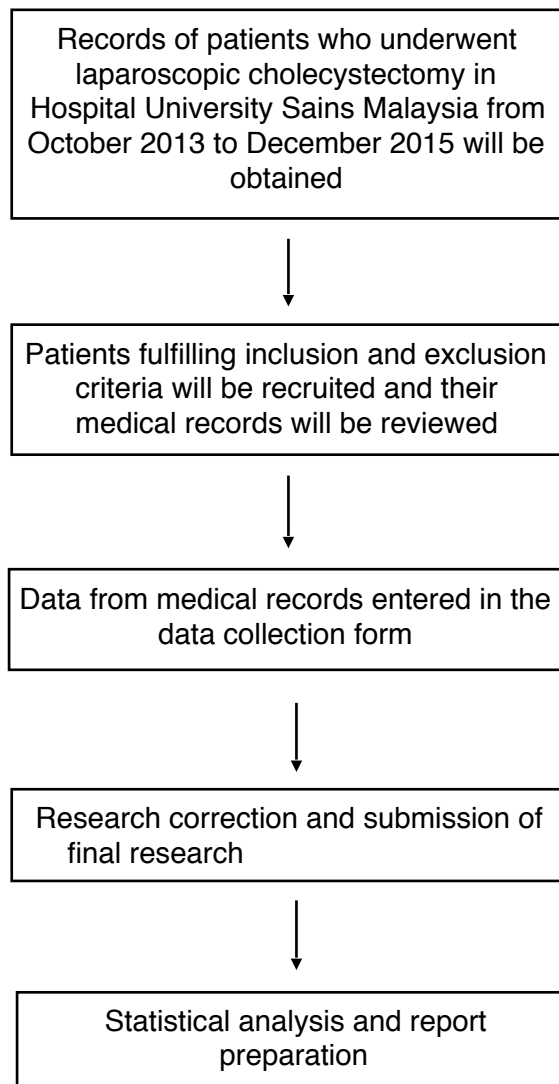 Records of patients who underwent
laparoscopic cholecystectomy in
Hospital University Sains Malaysia from
October 2013 to December 2015 will be
obtained
Patients fulfilling inclusion and exclusion
criteria will be recruited and their
medical records will be reviewed
Data from medical records entered in the
data collection form
Research correction and submission of
final research
Statistical analysis and report
preparation